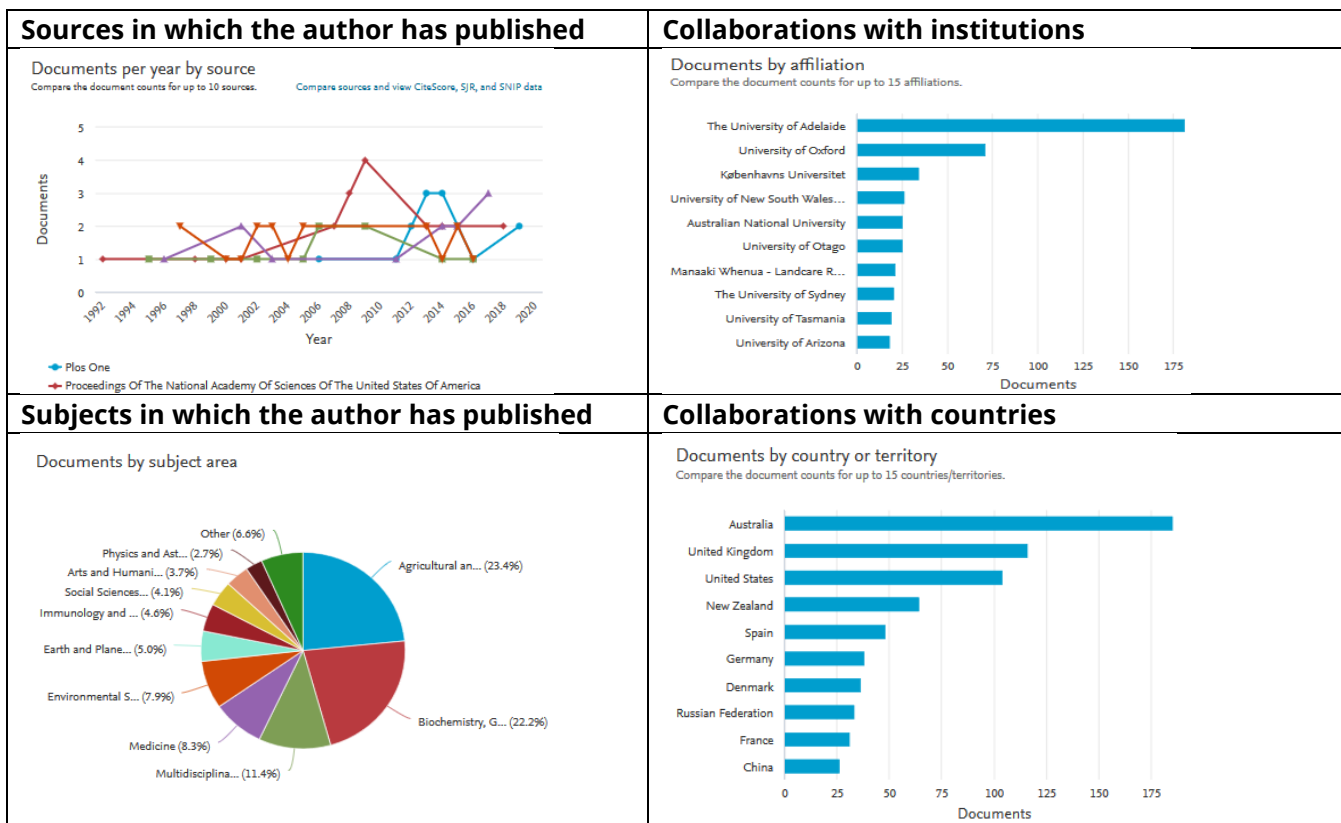 Sources in which the author has published
Documents per year by source
Compare the document counts for up to 10 sources. Compare sources and view CiteScore, SJR, and SNIP data
5
4
3
2
1
0
Documents
1992 1994 1996 1998 2000 2002 2004 2006 2008 2010 2012 2014 2016 2018 2020
Year
Plos One
Proceedings Of The National Academy Of Sciences Of The United States Of America
Collaborations with institutions
Documents by affiliation
Compare the document counts for up to 15 affiliations.
The University of Adelaide
University of Oxford
Københavns Universitet
University of New South Wales...
Australian National University
University of Otago
Manaaki Whenua - Landcare R...
The University of Sydney
University of Tasmania
University of Arizona
0 25 50 75 100 125 150 175
Documents
Subjects in which the author has published
Documents by subject area
Other (6.6%)
Physics and Ast... (2.7%)
Arts and Humani... (3.7%)
Social Sciences... (4.1%)
Immunology and ... (4.6%)
Earth and Plane... (5.0%)
Environmental S... (7.9%)
Medicine (8.3%)
Multidisciplina... (11.4%)
Agricultural an... (23.4%)
Biochemistry, G... (22.2%)
Collaborations with countries
Documents by country or territory
Compare the document counts for up to 15 countries/territories.
Australia
United Kingdom
United States
New Zealand
Spain
Germany
Denmark
Russian Federation
France
China
0 25 50 75 100 125 150 175
Documents